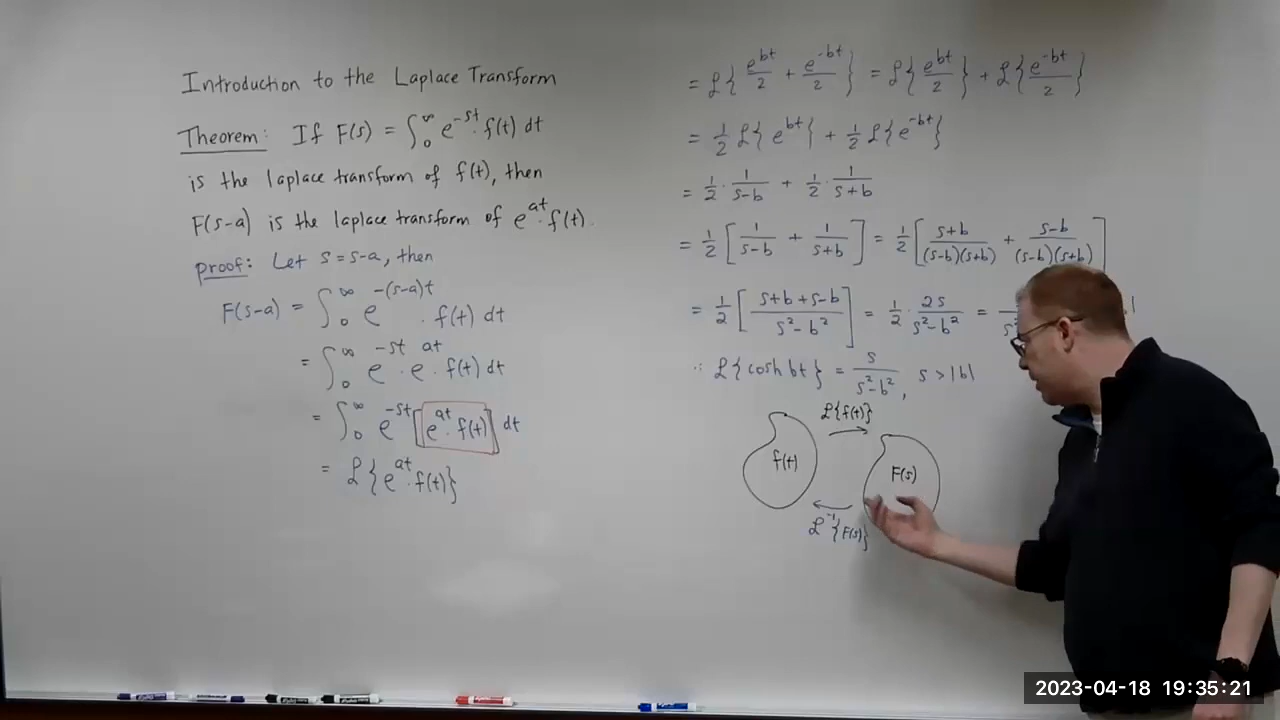 Introduction to the Laplace Transform
Theorem: If F(s) = ∫₀^∞ e^{-st}·f(t) dt
is the laplace transform of f(t), then
F(s-a) is the laplace transform of e^{at}·f(t).
proof: Let s = s-a, then
F(s-a) = ∫₀^∞ e^{-(s-a)t} · f(t) dt
= ∫₀^∞ e^{-st} · e^{at} · f(t) dt
= ∫₀^∞ e^{-st} [e^{at}·f(t)] dt
= ℒ{e^{at}·f(t)}
= ℒ{e^{bt}/2 + e^{-bt}/2} = ℒ{e^{bt}/2} + ℒ{e^{-bt}/2}
= 1/2 ℒ{e^{bt}} + 1/2 ℒ{e^{-bt}}
= 1/2 · 1/(s-b) + 1/2 · 1/(s+b)
= 1/2 [1/(s-b) + 1/(s+b)] = 1/2 [(s+b)/((s-b)(s+b)) + (s-b)/((s-b)(s+b))]
= 1/2 [(s+b+s-b)/(s²-b²)] = 1/2 · 2s/(s²-b²) =
∴ ℒ{cosh bt} = s/(s²-b²), s > |b|
ℒ{f(t)}
f(t)
F(s)
ℒ^{-1}{F(s)}
2023-04-18 19:35:21